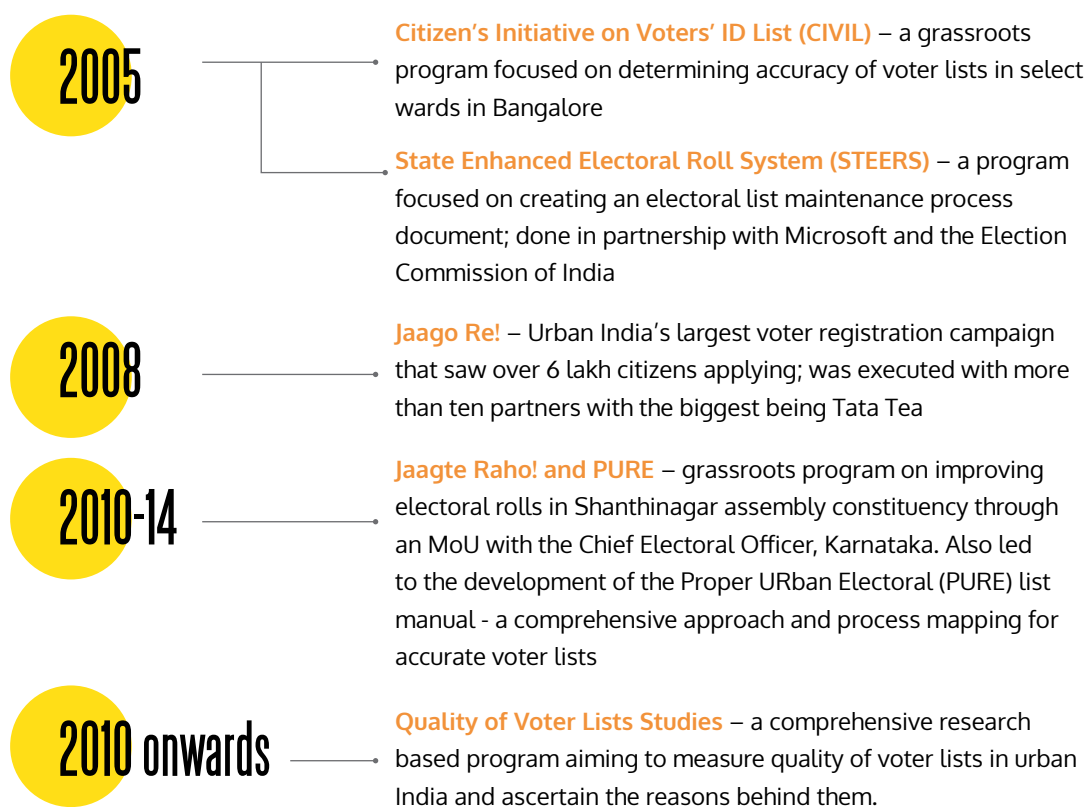 2005
Citizen’s Initiative on Voters’ ID List (CIVIL) – a grassroots
program focused on determining accuracy of voter lists in select
wards in Bangalore
State Enhanced Electoral Roll System (STEERS) – a program
focused on creating an electoral list maintenance process
document; done in partnership with Microsoft and the Election
Commission of India
2008
Jaago Re! – Urban India’s largest voter registration campaign
that saw over 6 lakh citizens applying; was executed with more
than ten partners with the biggest being Tata Tea
2010-14
Jaagte Raho! and PURE – grassroots program on improving
electoral rolls in Shanthinagar assembly constituency through
an MoU with the Chief Electoral Officer, Karnataka. Also led
to the development of the Proper URban Electoral (PURE) list
manual - a comprehensive approach and process mapping for
accurate voter lists
2010 onwards
Quality of Voter Lists Studies – a comprehensive research
based program aiming to measure quality of voter lists in urban
India and ascertain the reasons behind them.